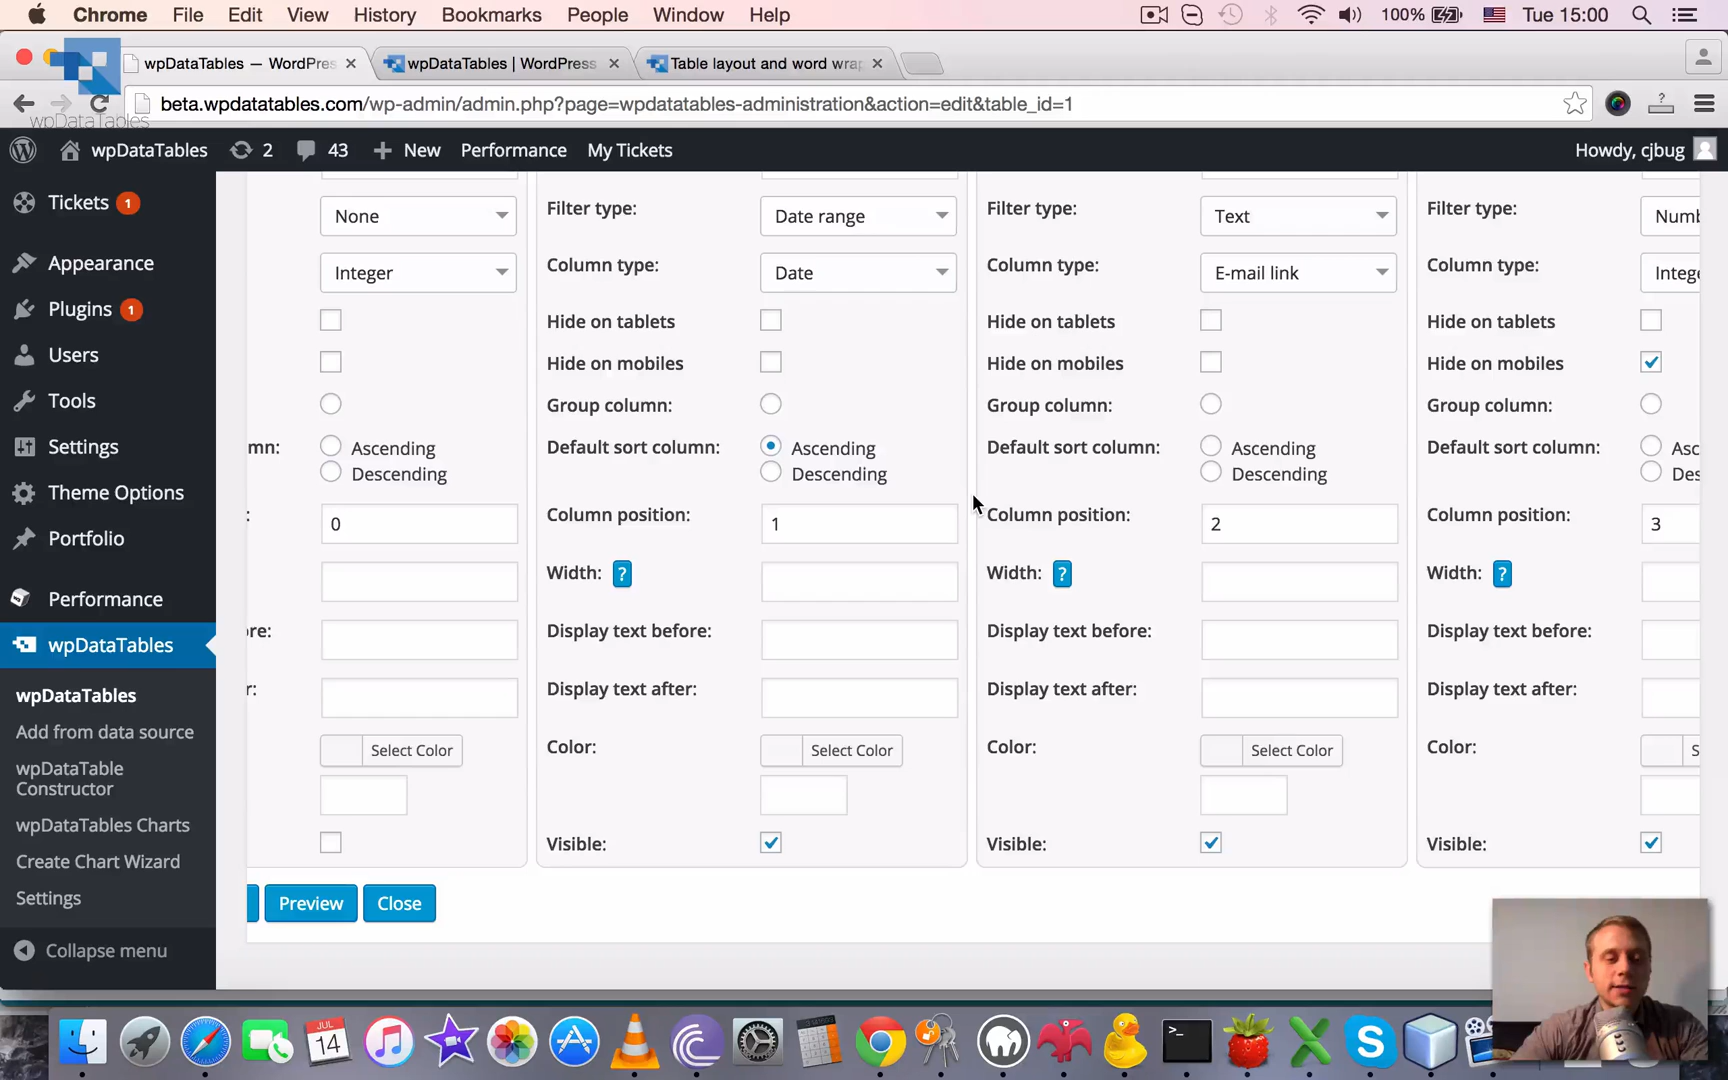 Chrome File Edit View History Bookmarks People Window Help 100% Tue 15:00
wpDataTables — WordPres wpDataTables | WordPress Table layout and word wra
beta.wpdatatables.com/wp-admin/admin.php?page=wpdatatables-administration&action=edit&table_id=1 ?
wpDataTables
wpDataTables 2 43 New Performance My Tickets Howdy, cjbug
Tickets 1
Appearance
Plugins 1
Users
Tools
Settings
Theme Options
Portfolio
Performance
wpDataTables
wpDataTables
Add from data source
wpDataTable
Constructor
wpDataTables Charts
Create Chart Wizard
Settings
Collapse menu
None Filter type: Date range Filter type: Text Filter type: Numb
Integer Column type: Date Column type: E-mail link Column type: Intege
Hide on tablets Hide on tablets Hide on tablets
Hide on mobiles Hide on mobiles Hide on mobiles
Group column: Group column: Group column:
mn: Ascending Default sort column: Ascending Default sort column: Ascending Default sort column: Asc
Descending Descending Descending Des
: 0 Column position: 1 Column position: 2 Column position: 3
Width: ? Width: ? Width: ?
re: Display text before: Display text before: Display text before:
r: Display text after: Display text after: Display text after:
Select Color Color: Select Color Color: Select Color Color: S
Visible: Visible: Visible:
Preview Close
JUL
14
>_